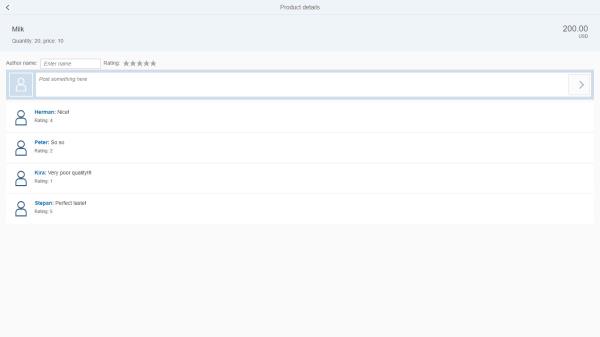 Product details
Milk
200.00
Quantity: 20, price: 10
USD
Author name: Enter name Rating:
Post something here
Herman: Nice!
Rating: 4
Peter: So so
Rating: 2
Kira: Very poor quality!!!
Rating: 1
Stepan: Perfect taste!
Rating: 5